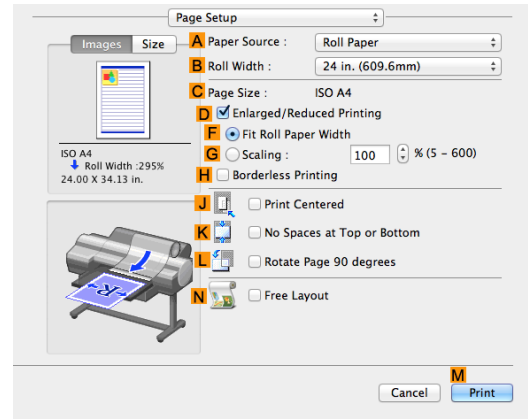 Page Setup
Images Size
A Paper Source : Roll Paper
B Roll Width : 24 in. (609.6mm)
C Page Size : ISO A4
D Enlarged/Reduced Printing
F Fit Roll Paper Width
G Scaling : 100 % (5 - 600)
H Borderless Printing
ISO A4
Roll Width :295%
24.00 X 34.13 in.
J Print Centered
K No Spaces at Top or Bottom
L Rotate Page 90 degrees
R
N Free Layout
M
Cancel Print